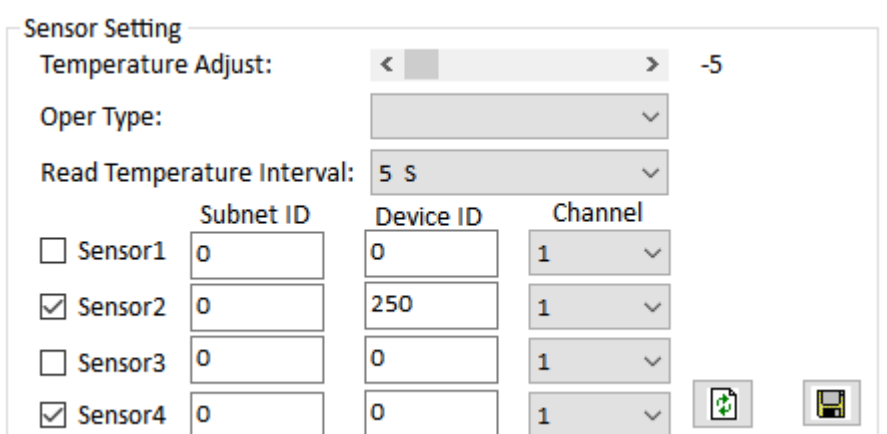 Sensor Setting
Temperature Adjust: -5
Oper Type:
Read Temperature Interval: 5 S
Subnet ID Device ID Channel
Sensor1 0 0 1
Sensor2 0 250 1
Sensor3 0 0 1
Sensor4 0 0 1